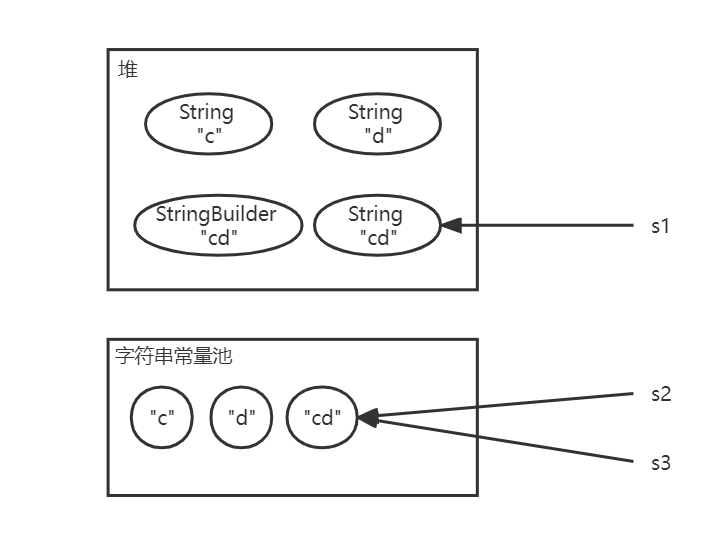 堆
String
"c"
String
"d"
StringBuilder
"cd"
String
"cd"
s1
字符串常量池
"c"
"d"
"cd"
s2
s3